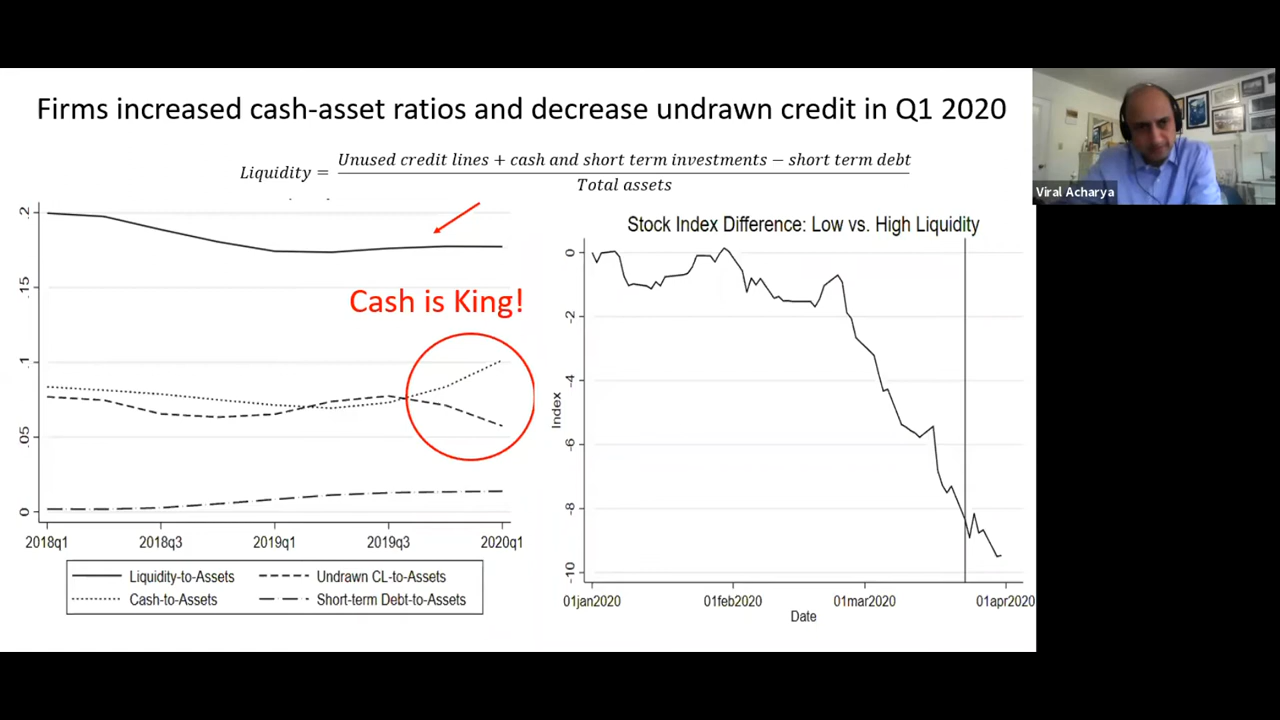 Firms increased cash-asset ratios and decrease undrawn credit in Q1 2020
Liquidity = Unused credit lines + cash and short term investments − short term debt
Total assets
Viral Acharya
.2
.15
.1
.05
0
Cash is King!
2018q1 2018q3 2019q1 2019q3 2020q1
Liquidity-to-Assets Undrawn CL-to-Assets
Cash-to-Assets Short-term Debt-to-Assets
Stock Index Difference: Low vs. High Liquidity
0
-2
-4
-6
-8
-10
Index
01jan2020 01feb2020 01mar2020 01apr2020
Date